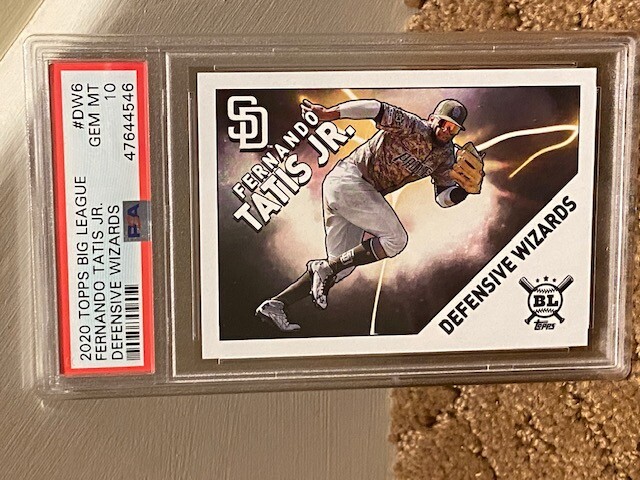 2020 TOPPS BIG LEAGUE
FERNANDO TATIS JR.
DEFENSIVE WIZARDS
#DW6
GEM MT
10
47644546
PSA
SD
FERNANDO
TATIS JR.
DEFENSIVE WIZARDS
BL
Topps